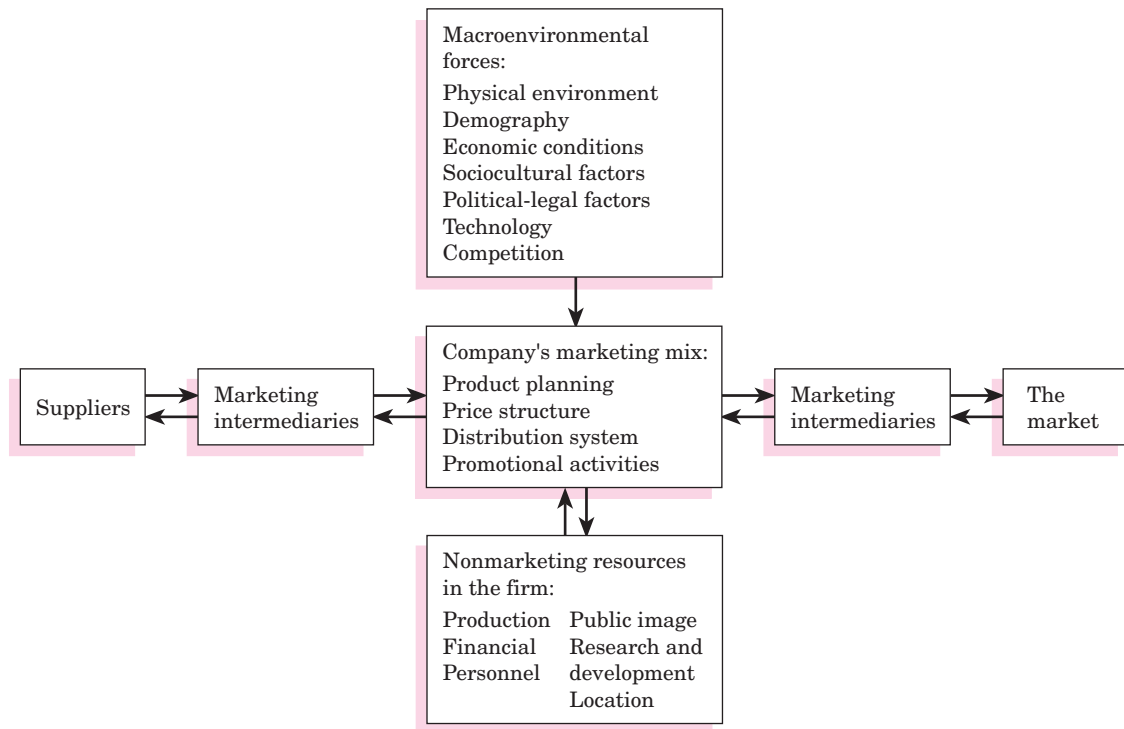 Macroenvironmental
forces:
Physical environment
Demography
Economic conditions
Sociocultural factors
Political-legal factors
Technology
Competition
Suppliers
Marketing
intermediaries
Company's marketing mix:
Product planning
Price structure
Distribution system
Promotional activities
Marketing
intermediaries
The
market
Nonmarketing resources
in the firm:
Production
Financial
Personnel
Public image
Research and
development
Location